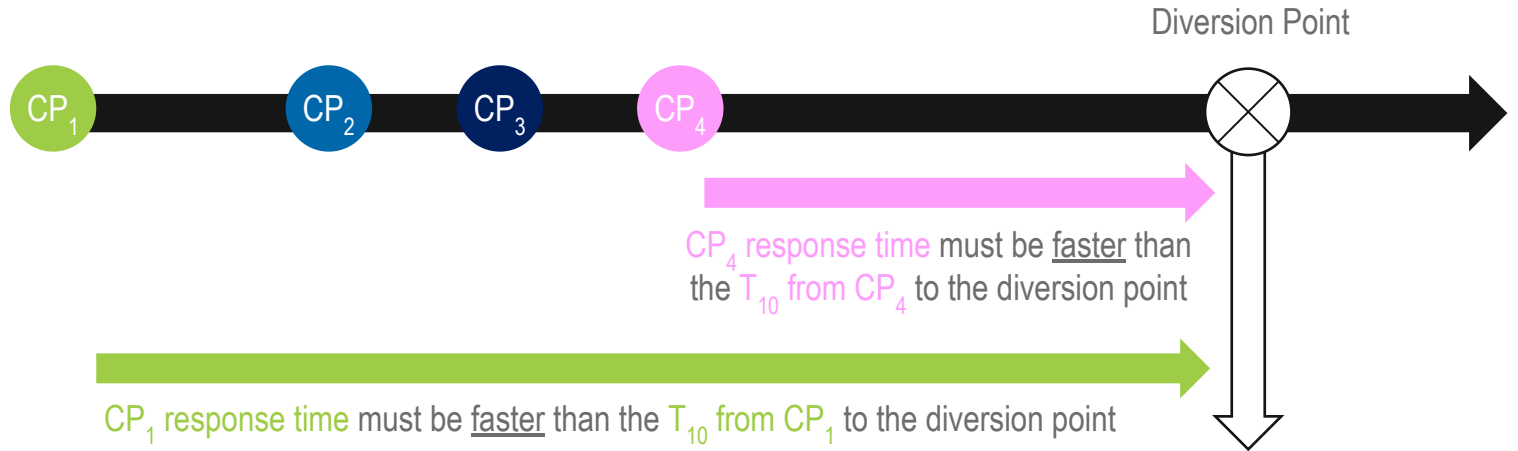 Diversion Point
CP₁
CP₂
CP₃
CP₄
CP₄ response time must be faster than
the T₁₀ from CP₄ to the diversion point
CP₁ response time must be faster than the T₁₀ from CP₁ to the diversion point